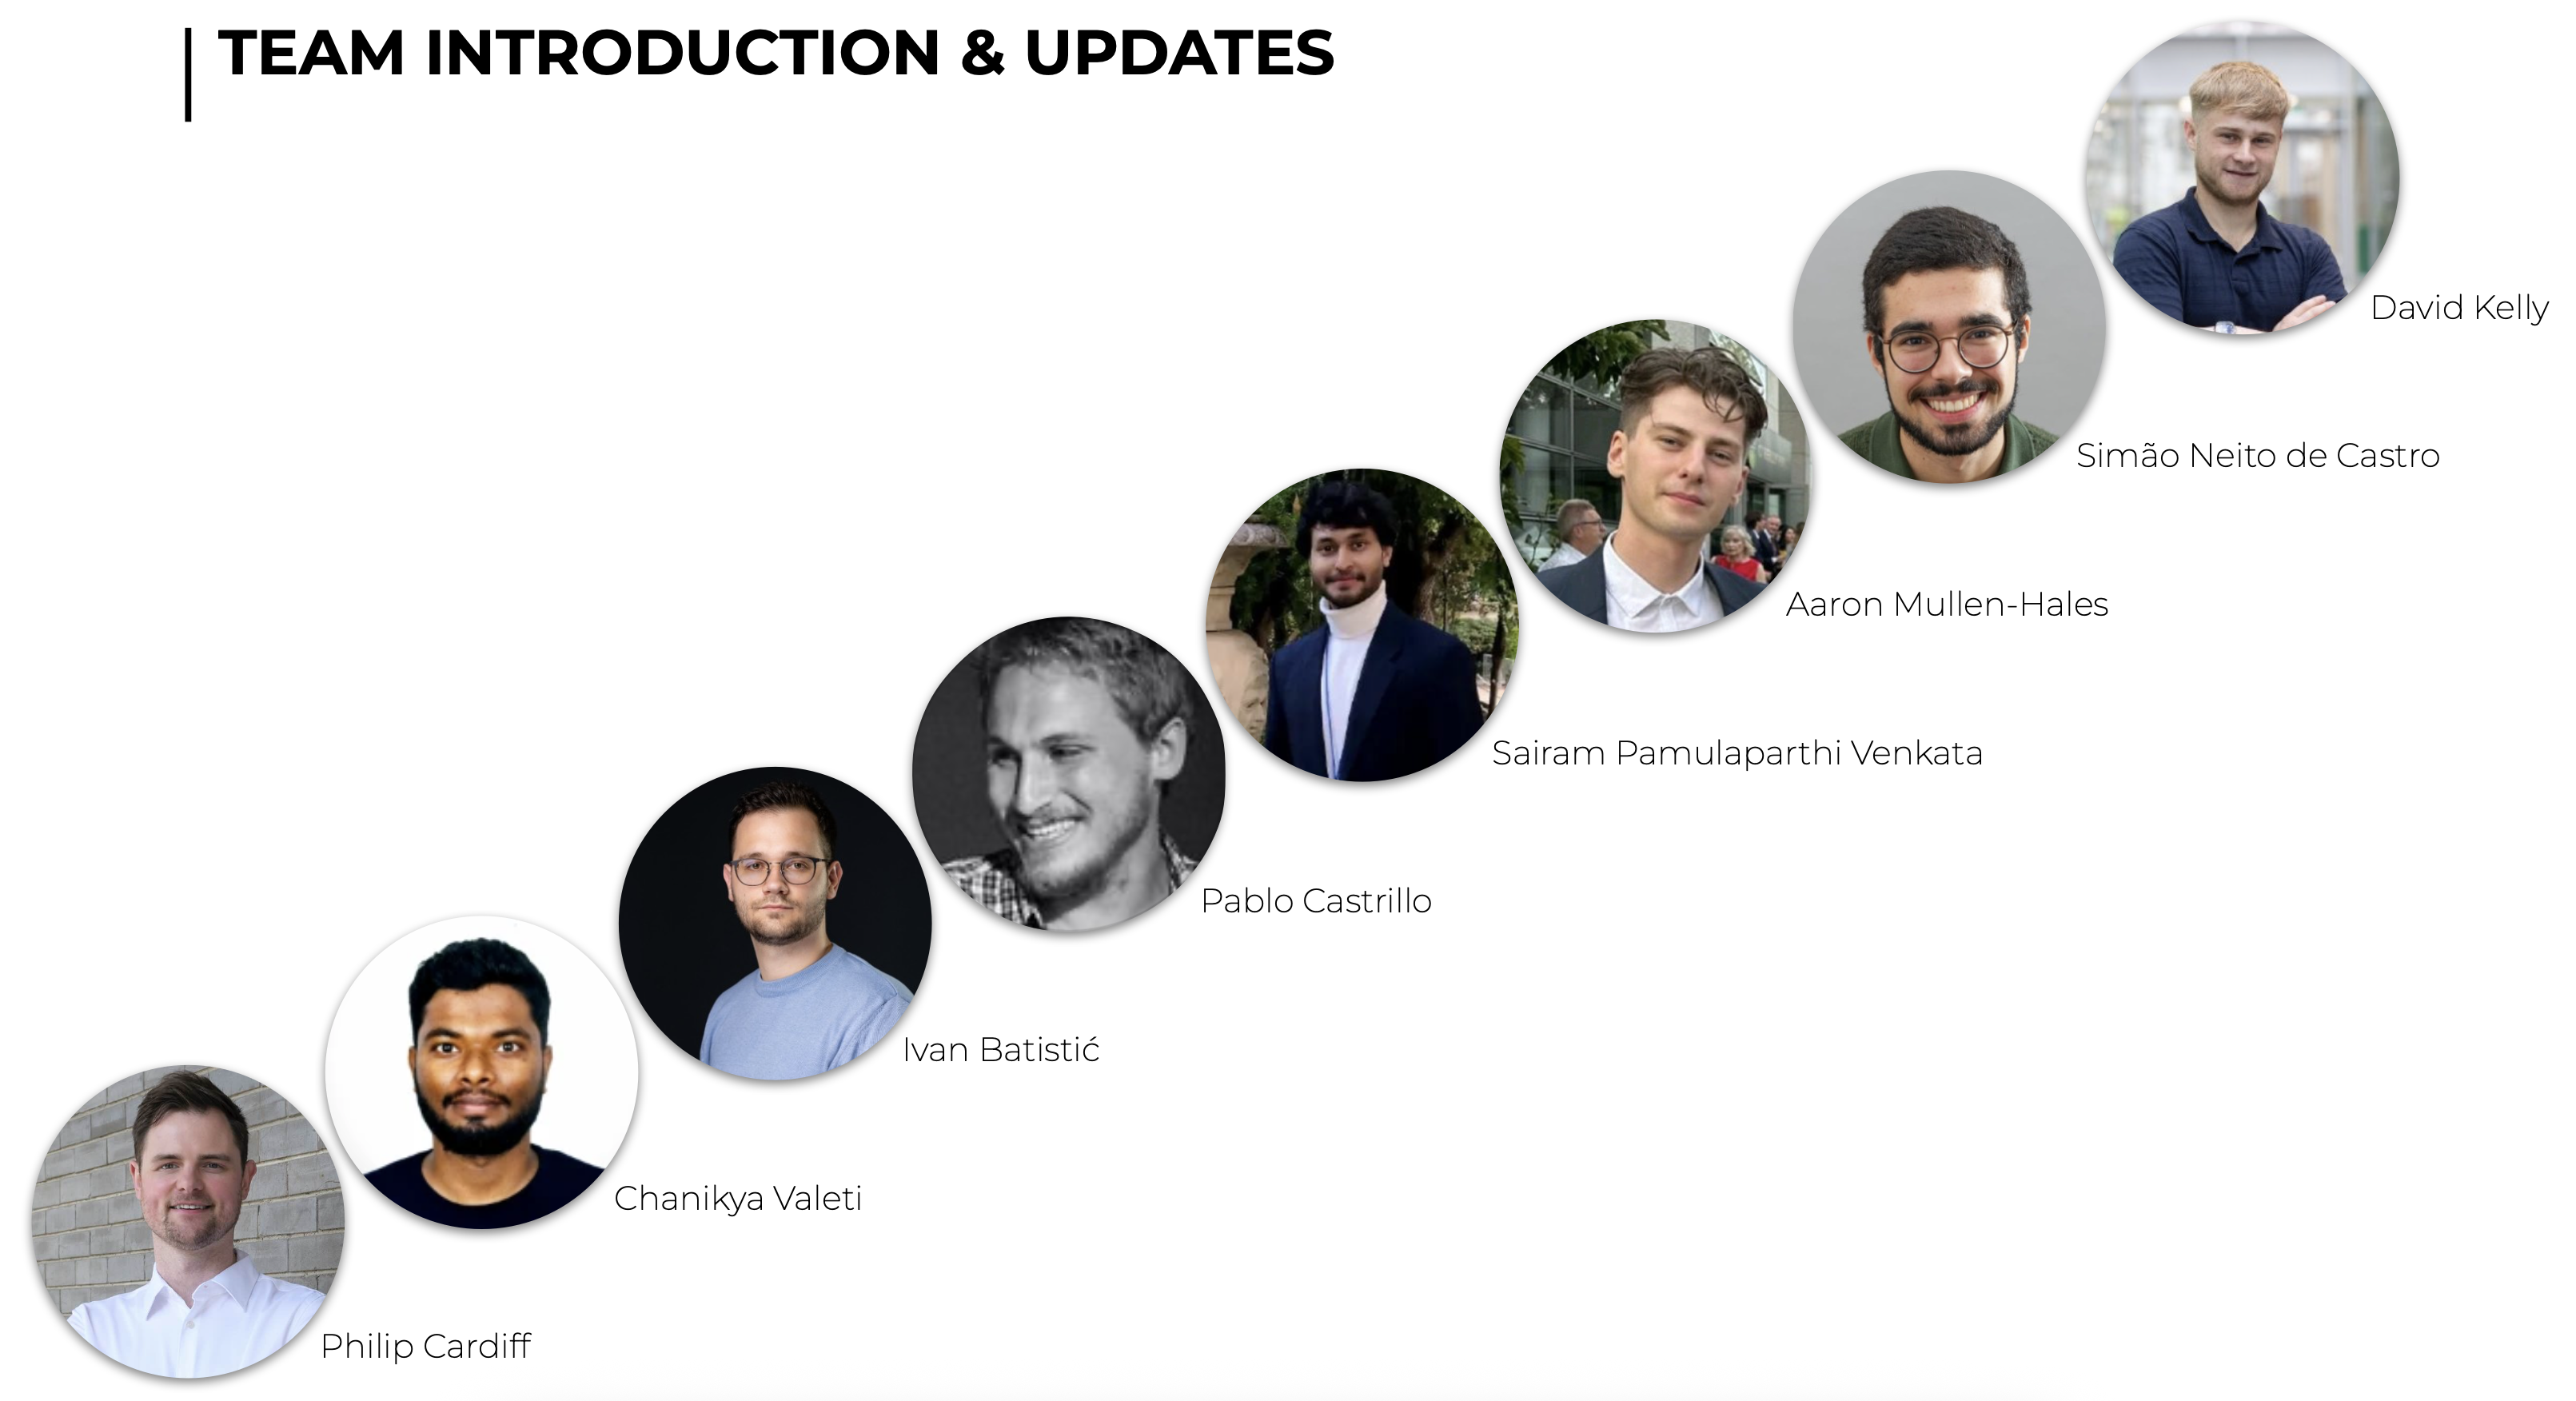 TEAM INTRODUCTION & UPDATES
David Kelly
Simão Neito de Castro
Aaron Mullen-Hales
Sairam Pamulaparthi Venkata
Pablo Castrillo
Ivan Batistić
Chanikya Valeti
Philip Cardiff